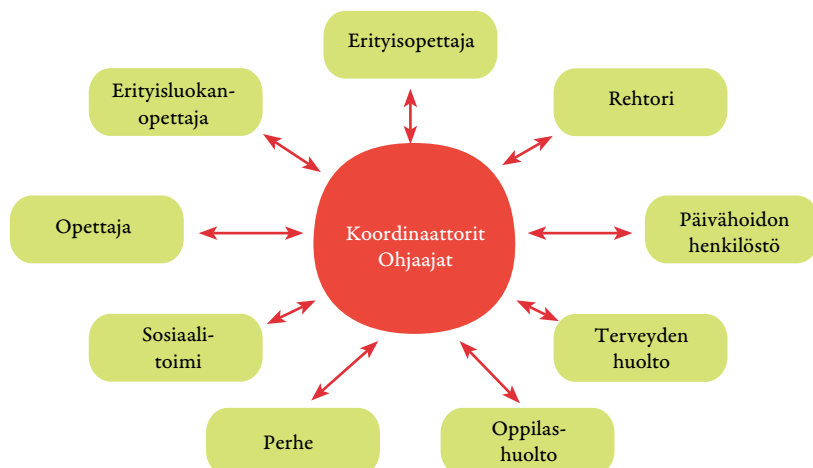 Erityisopettaja
Erityisluokan-
opettaja
Rehtori
Opettaja
Koordinaattorit
Ohjaajat
Päivähoidon
henkilöstö
Sosiaali-
toimi
Terveyden
huolto
Perhe
Oppilas-
huolto